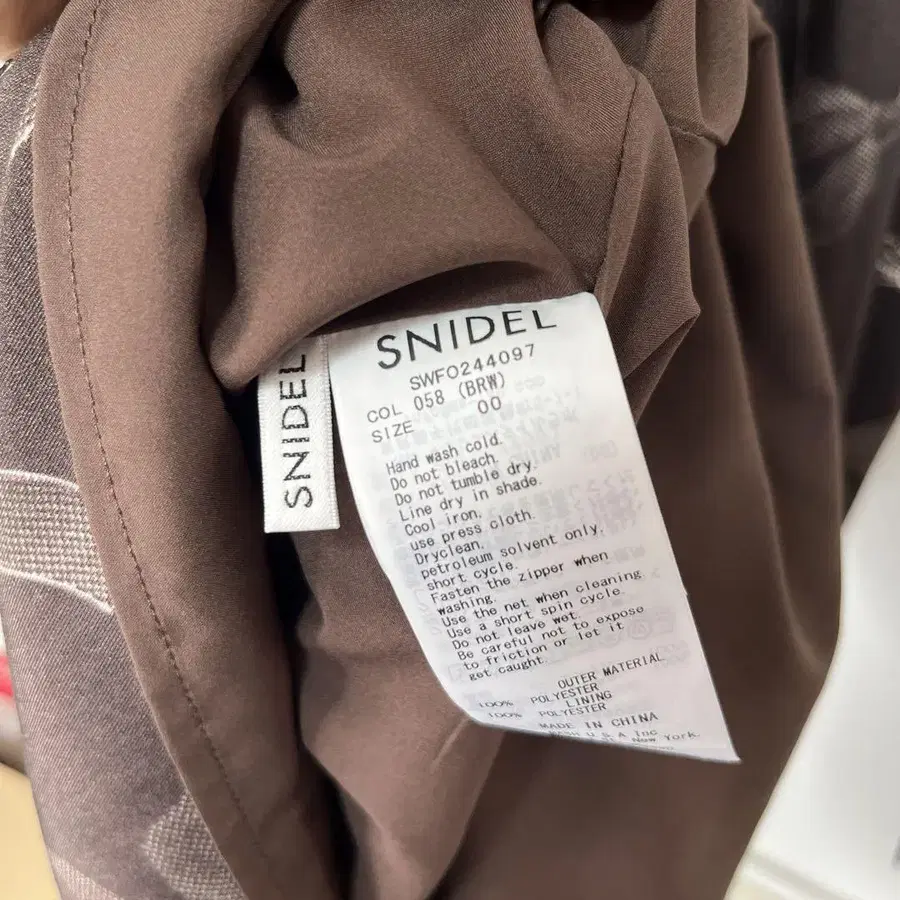 SNIDEL
SNIDEL
SWFO244097
COL 058 (BRW)
SIZE 00
Hand wash cold.
Do not bleach.
Do not tumble dry.
Line dry in shade.
Cool iron.
use press cloth.
Dryclean,
petroleum solvent only,
short cycle.
Fasten the zipper when
washing.
Use the net when cleaning
Use a short spin cycle.
Do not leave wet.
Be careful not to expose
to friction or let it
get caught.
OUTER MATERIAL
100% POLYESTER
LINING
100% POLYESTER
MADE IN CHINA
U S A Inc
New York.